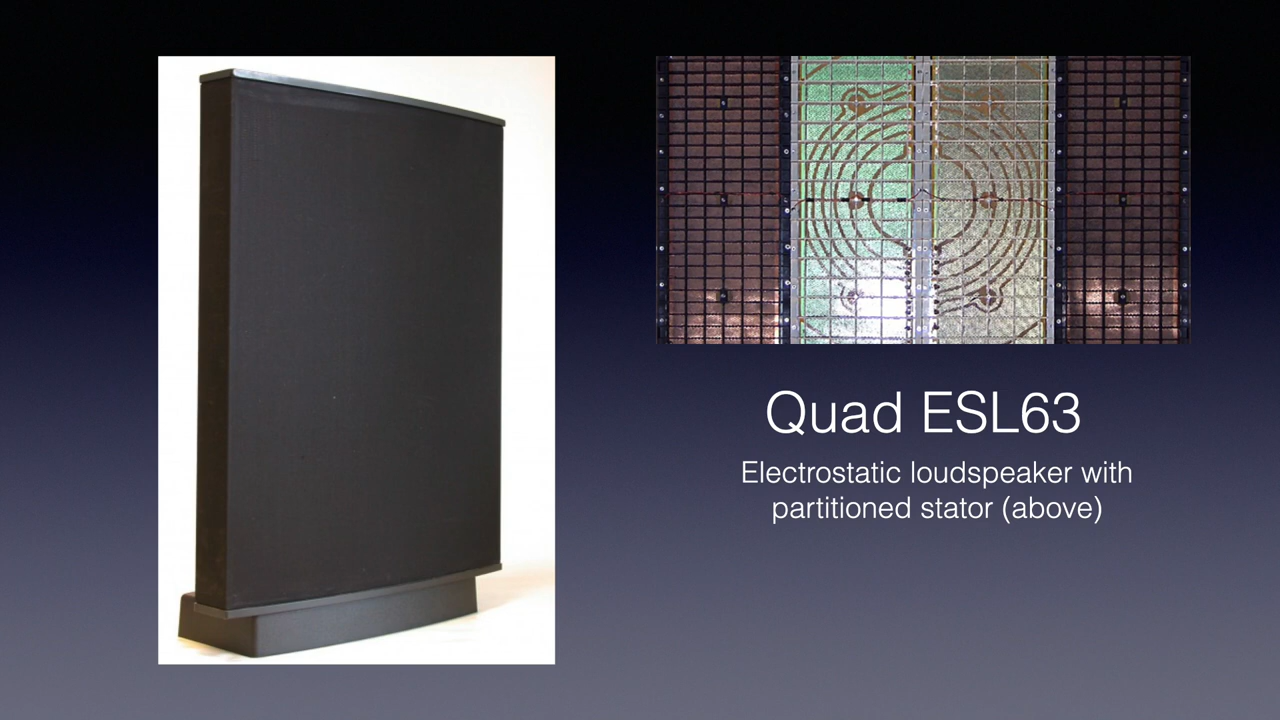 Quad ESL63
Electrostatic loudspeaker with
partitioned stator (above)